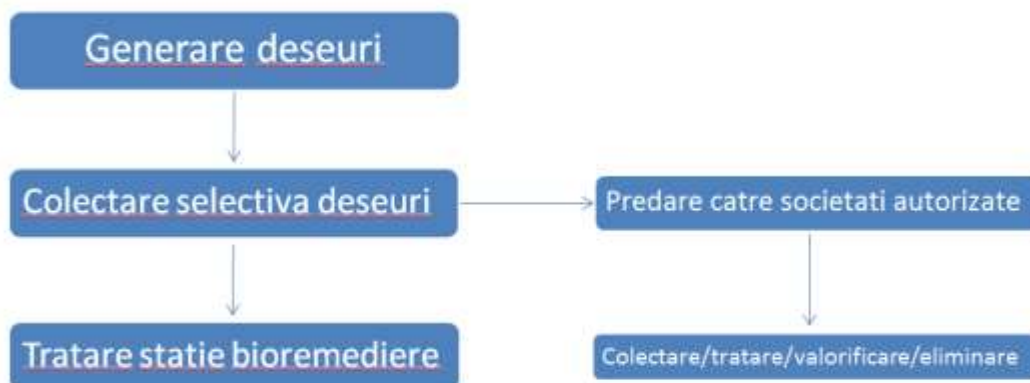 Generare deseuri
Colectare selectiva deseuri
Predare catre societati autorizate
Tratare statie bioremediere
Colectare/tratare/valorificare/eliminare